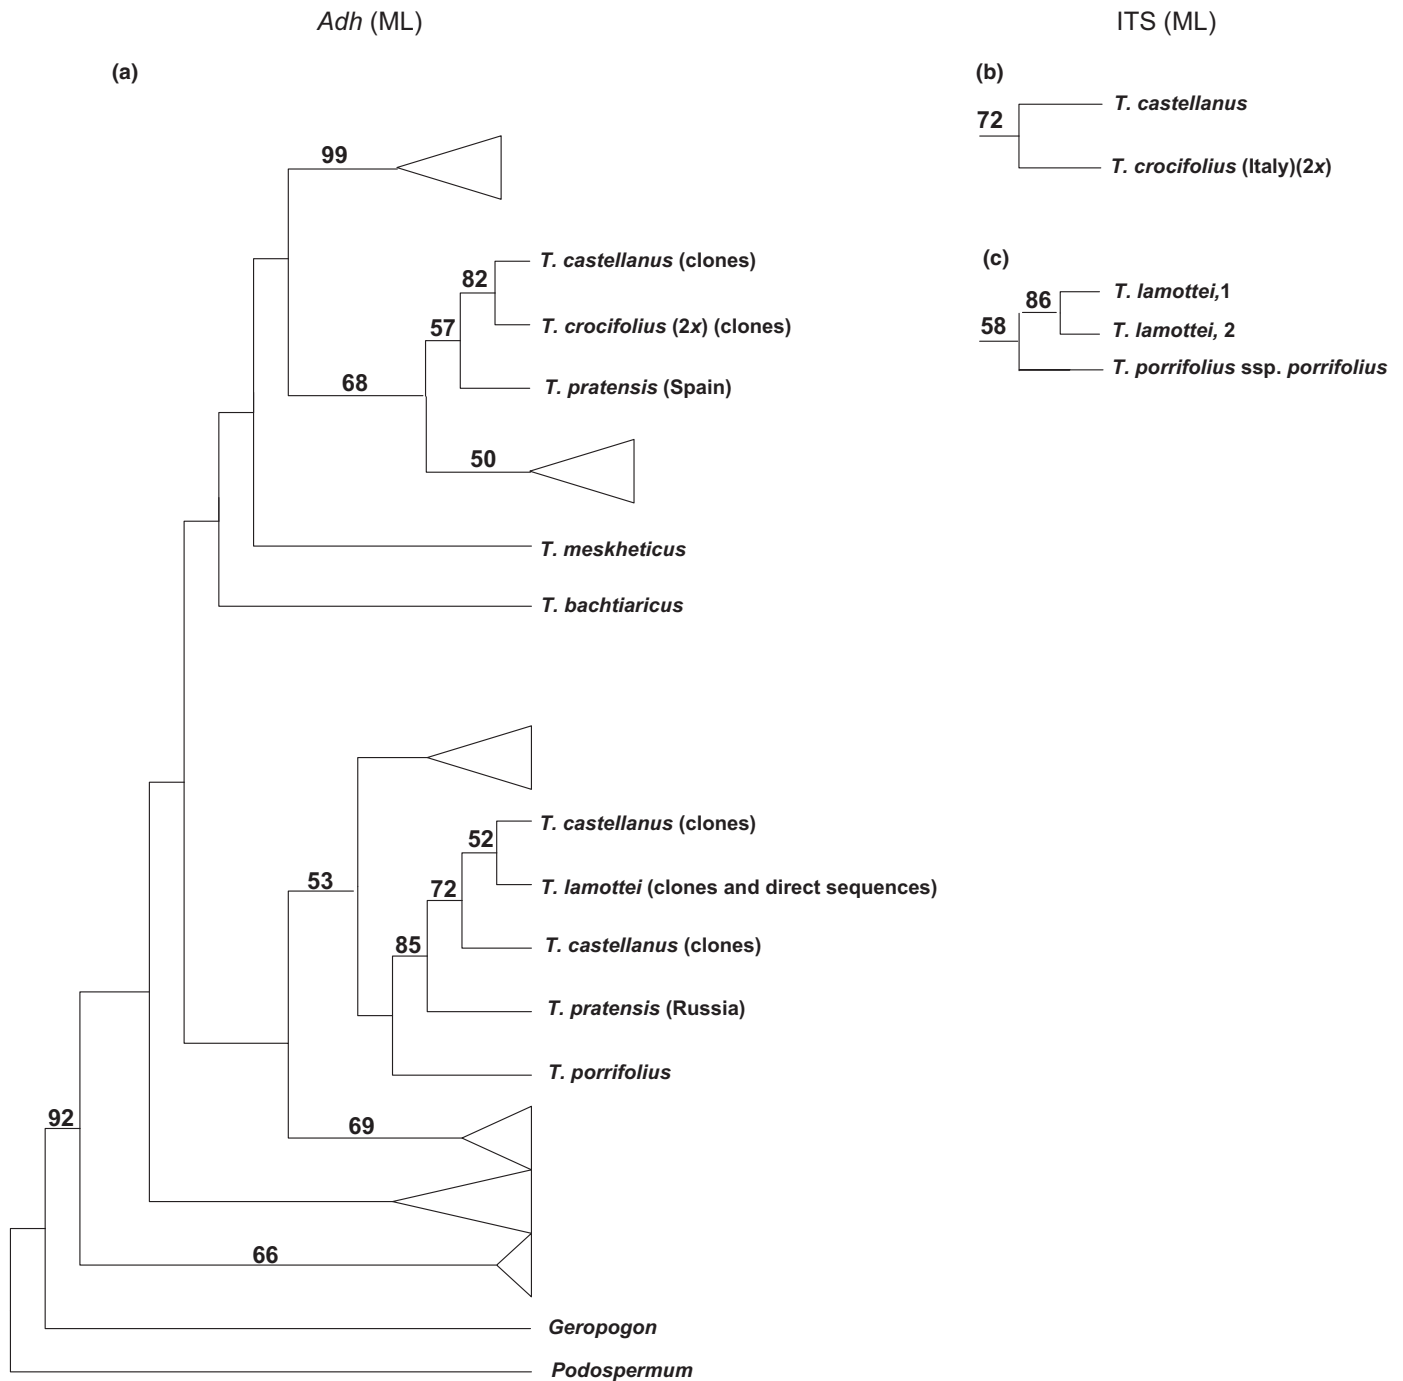 Adh (ML)
ITS (ML)
(a)
99
T. castellanus (clones)
82
T. crocifolius (2x) (clones)
57
T. pratensis (Spain)
68
50
T. meskheticus
T. bachtiaricus
T. castellanus (clones)
52
T. lamottei (clones and direct sequences)
53
72
T. castellanus (clones)
85
T. pratensis (Russia)
T. porrifolius
92
69
66
Geropogon
Podospermum
(b)
T. castellanus
72
T. crocifolius (Italy)(2x)
(c)
T. lamottei,1
86
58
T. lamottei, 2
T. porrifolius ssp. porrifolius